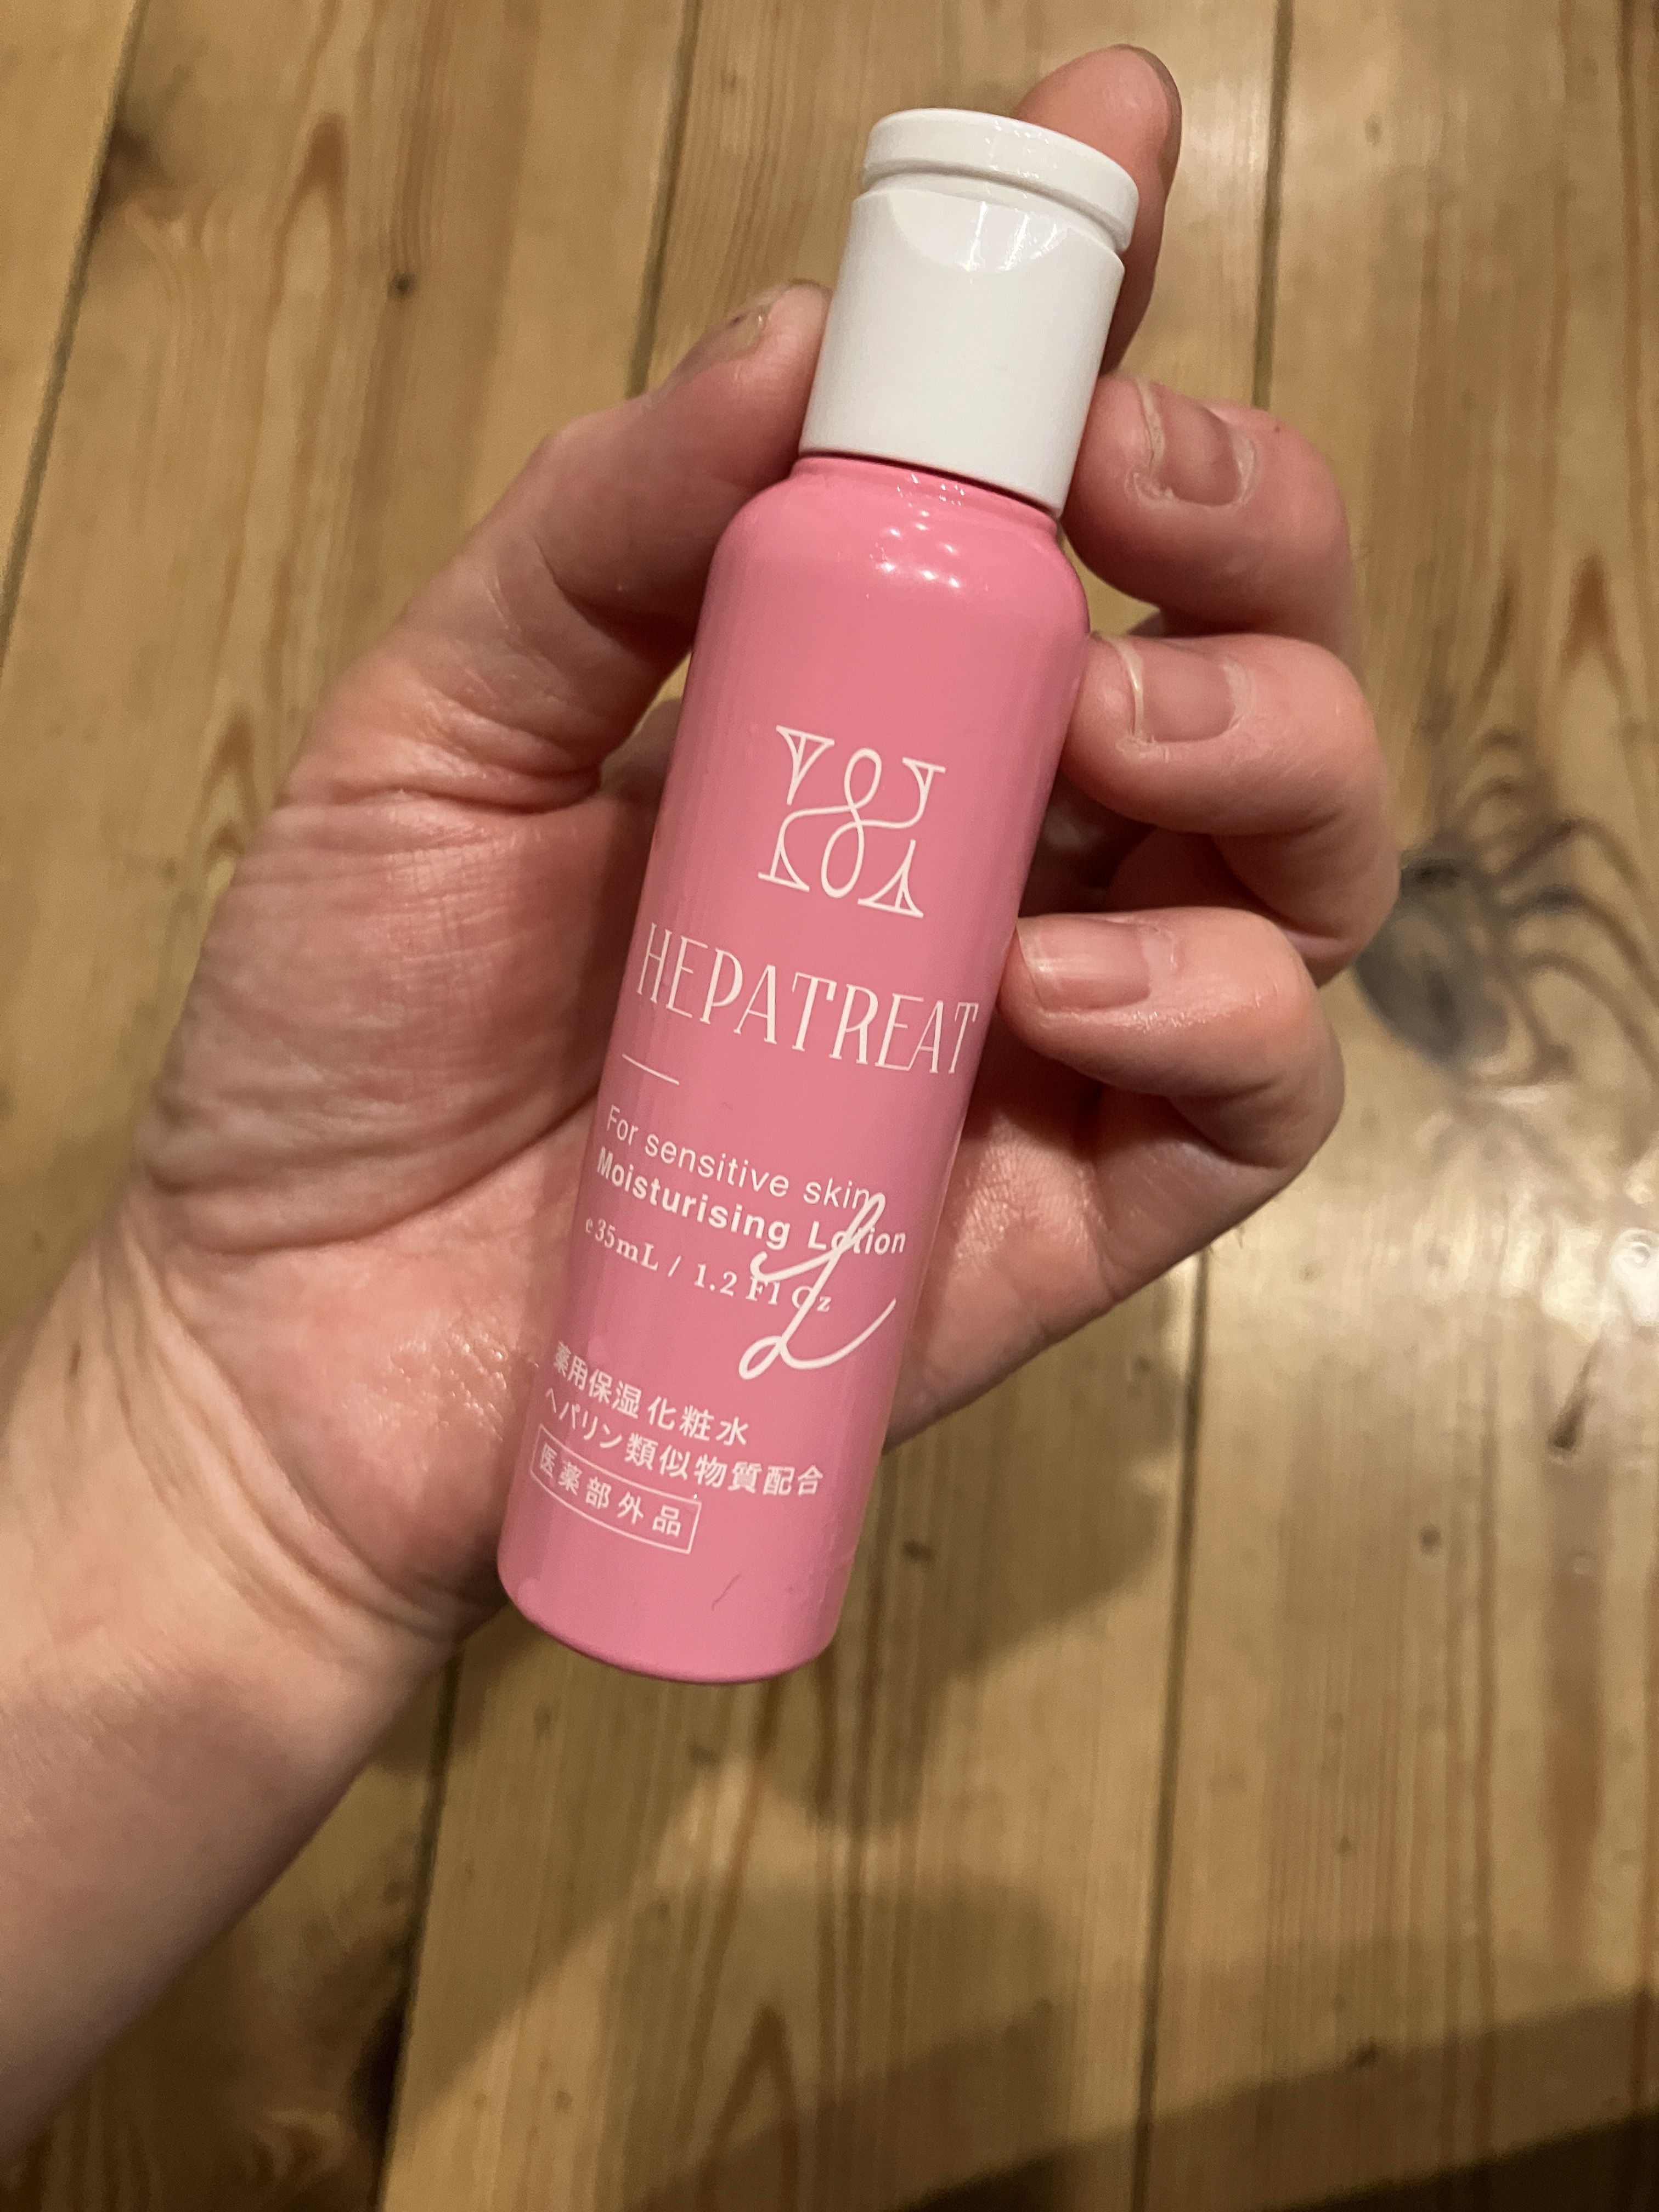 HEPATREAT
For sensitive skin
Moisturising Lotion
e 35mL / 1.2 Fl Oz
L
薬用保湿化粧水
ヘパリン類似物質配合
医薬部外品